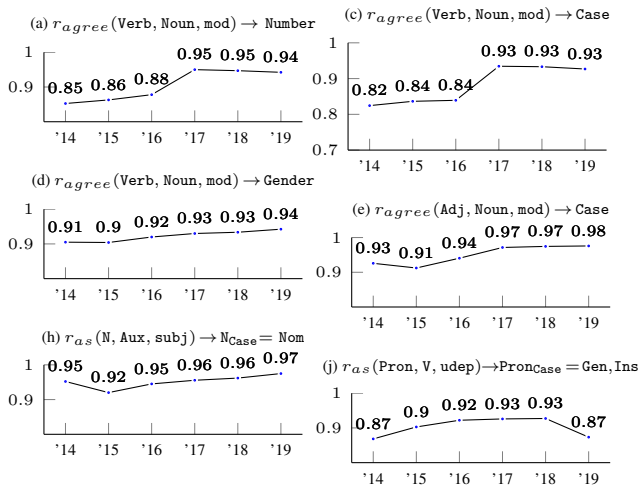 (a) r_agree(Verb, Noun, mod) → Number
1
0.9
0.85 0.86 0.88 0.95 0.95 0.94
'14 '15 '16 '17 '18 '19
(c) r_agree(Verb, Noun, mod) → Case
1
0.9
0.8
0.7
0.82 0.84 0.84 0.93 0.93 0.93
'14 '15 '16 '17 '18 '19
(d) r_agree(Verb, Noun, mod) → Gender
1
0.9
0.91 0.9 0.92 0.93 0.93 0.94
'14 '15 '16 '17 '18 '19
(e) r_agree(Adj, Noun, mod) → Case
1
0.9
0.93 0.91 0.94 0.97 0.97 0.98
'14 '15 '16 '17 '18 '19
(h) r_as(N, Aux, subj) → N_Case = Nom
1
0.9
0.95 0.92 0.95 0.96 0.96 0.97
'14 '15 '16 '17 '18 '19
(j) r_as(Pron, V, udep) → Pron_Case = Gen,Ins
1
0.9
0.87 0.9 0.92 0.93 0.93 0.87
'14 '15 '16 '17 '18 '19